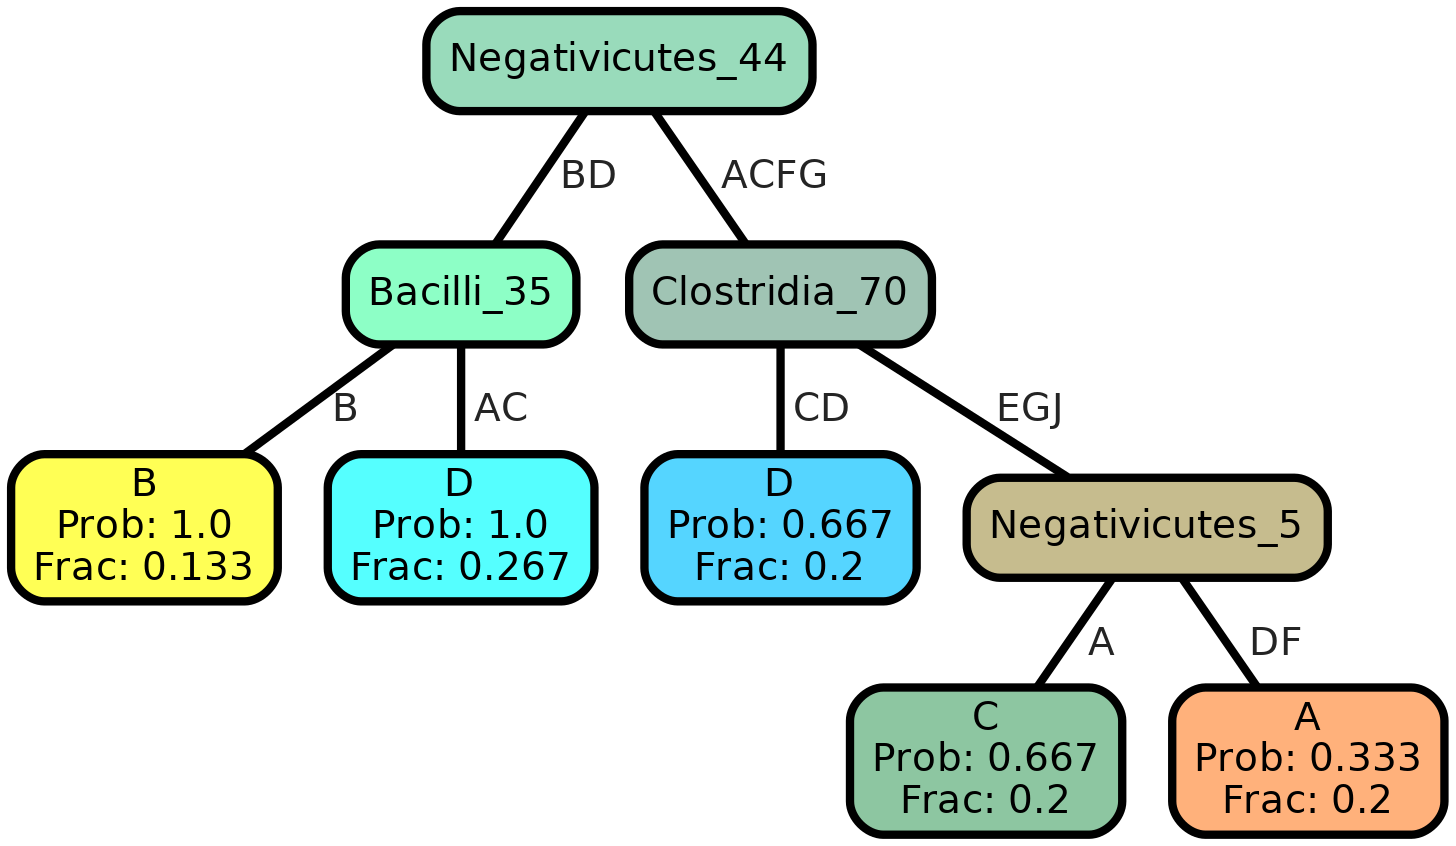 Negativicutes_44
BD
ACFG
Bacilli_35
Clostridia_70
B
AC
CD
EGJ
B
Prob: 1.0
Frac: 0.133
D
Prob: 1.0
Frac: 0.267
D
Prob: 0.667
Frac: 0.2
Negativicutes_5
A
DF
C
Prob: 0.667
Frac: 0.2
A
Prob: 0.333
Frac: 0.2